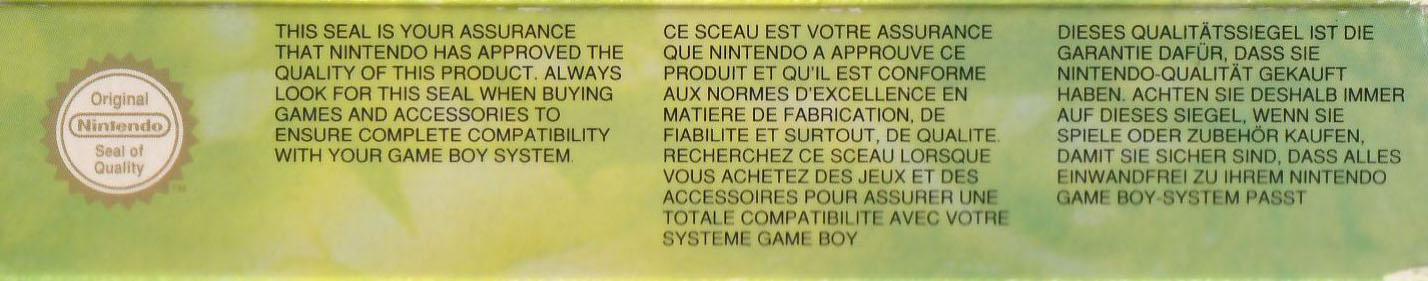 Original
Nintendo
Seal of
Quality
TM
THIS SEAL IS YOUR ASSURANCE
THAT NINTENDO HAS APPROVED THE
QUALITY OF THIS PRODUCT. ALWAYS
LOOK FOR THIS SEAL WHEN BUYING
GAMES AND ACCESSORIES TO
ENSURE COMPLETE COMPATIBILITY
WITH YOUR GAME BOY SYSTEM.
CE SCEAU EST VOTRE ASSURANCE
QUE NINTENDO A APPROUVE CE
PRODUIT ET QU'IL EST CONFORME
AUX NORMES D'EXCELLENCE EN
MATIERE DE FABRICATION, DE
FIABILITE ET SURTOUT, DE QUALITE.
RECHERCHEZ CE SCEAU LORSQUE
VOUS ACHETEZ DES JEUX ET DES
ACCESSOIRES POUR ASSURER UNE
TOTALE COMPATIBILITE AVEC VOTRE
SYSTEME GAME BOY
DIESES QUALITÄTSSIEGEL IST DIE
GARANTIE DAFÜR, DASS SIE
NINTENDO-QUALITÄT GEKAUFT
HABEN. ACHTEN SIE DESHALB IMMER
AUF DIESES SIEGEL, WENN SIE
SPIELE ODER ZUBEHÖR KAUFEN,
DAMIT SIE SICHER SIND, DASS ALLES
EINWANDFREI ZU IHREM NINTENDO
GAME BOY-SYSTEM PASST